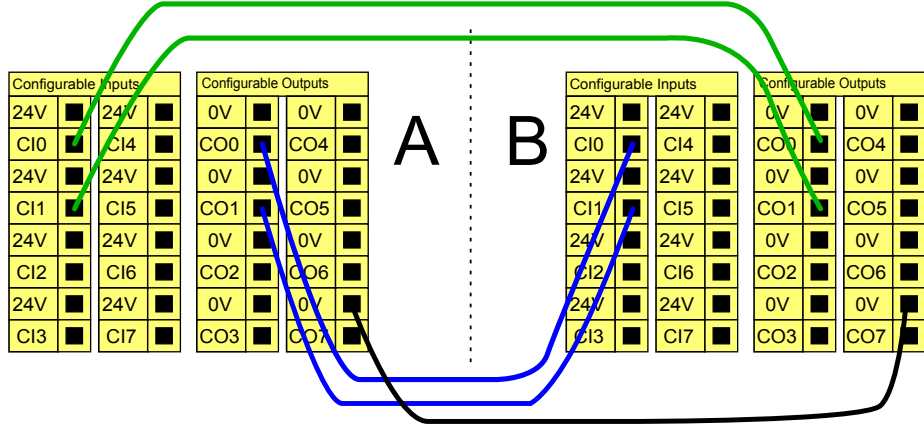 Configurable Inputs
24V 24V
CI0 CI4
24V 24V
CI1 CI5
24V 24V
CI2 CI6
24V 24V
CI3 CI7
Configurable Outputs
0V 0V
CO0 CO4
0V 0V
CO1 CO5
0V 0V
CO2 CO6
0V 0V
CO3 CO7
A
B
Configurable Inputs
24V 24V
CI0 CI4
24V 24V
CI1 CI5
24V 24V
CI2 CI6
24V 24V
CI3 CI7
Configurable Outputs
0V 0V
CO0 CO4
0V 0V
CO1 CO5
0V 0V
CO2 CO6
0V 0V
CO3 CO7